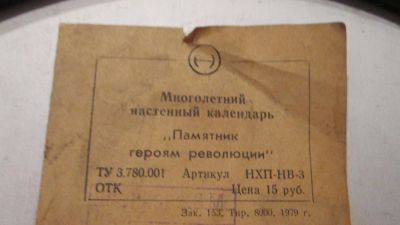 Многолетний
настенный календарь
„Памятник
героям революции"
ТУ 3.780.001 Артикул НХП-НВ-3
ОТК Цена 15 руб.
Зак. 153, Тир. 8000, 1979 г.